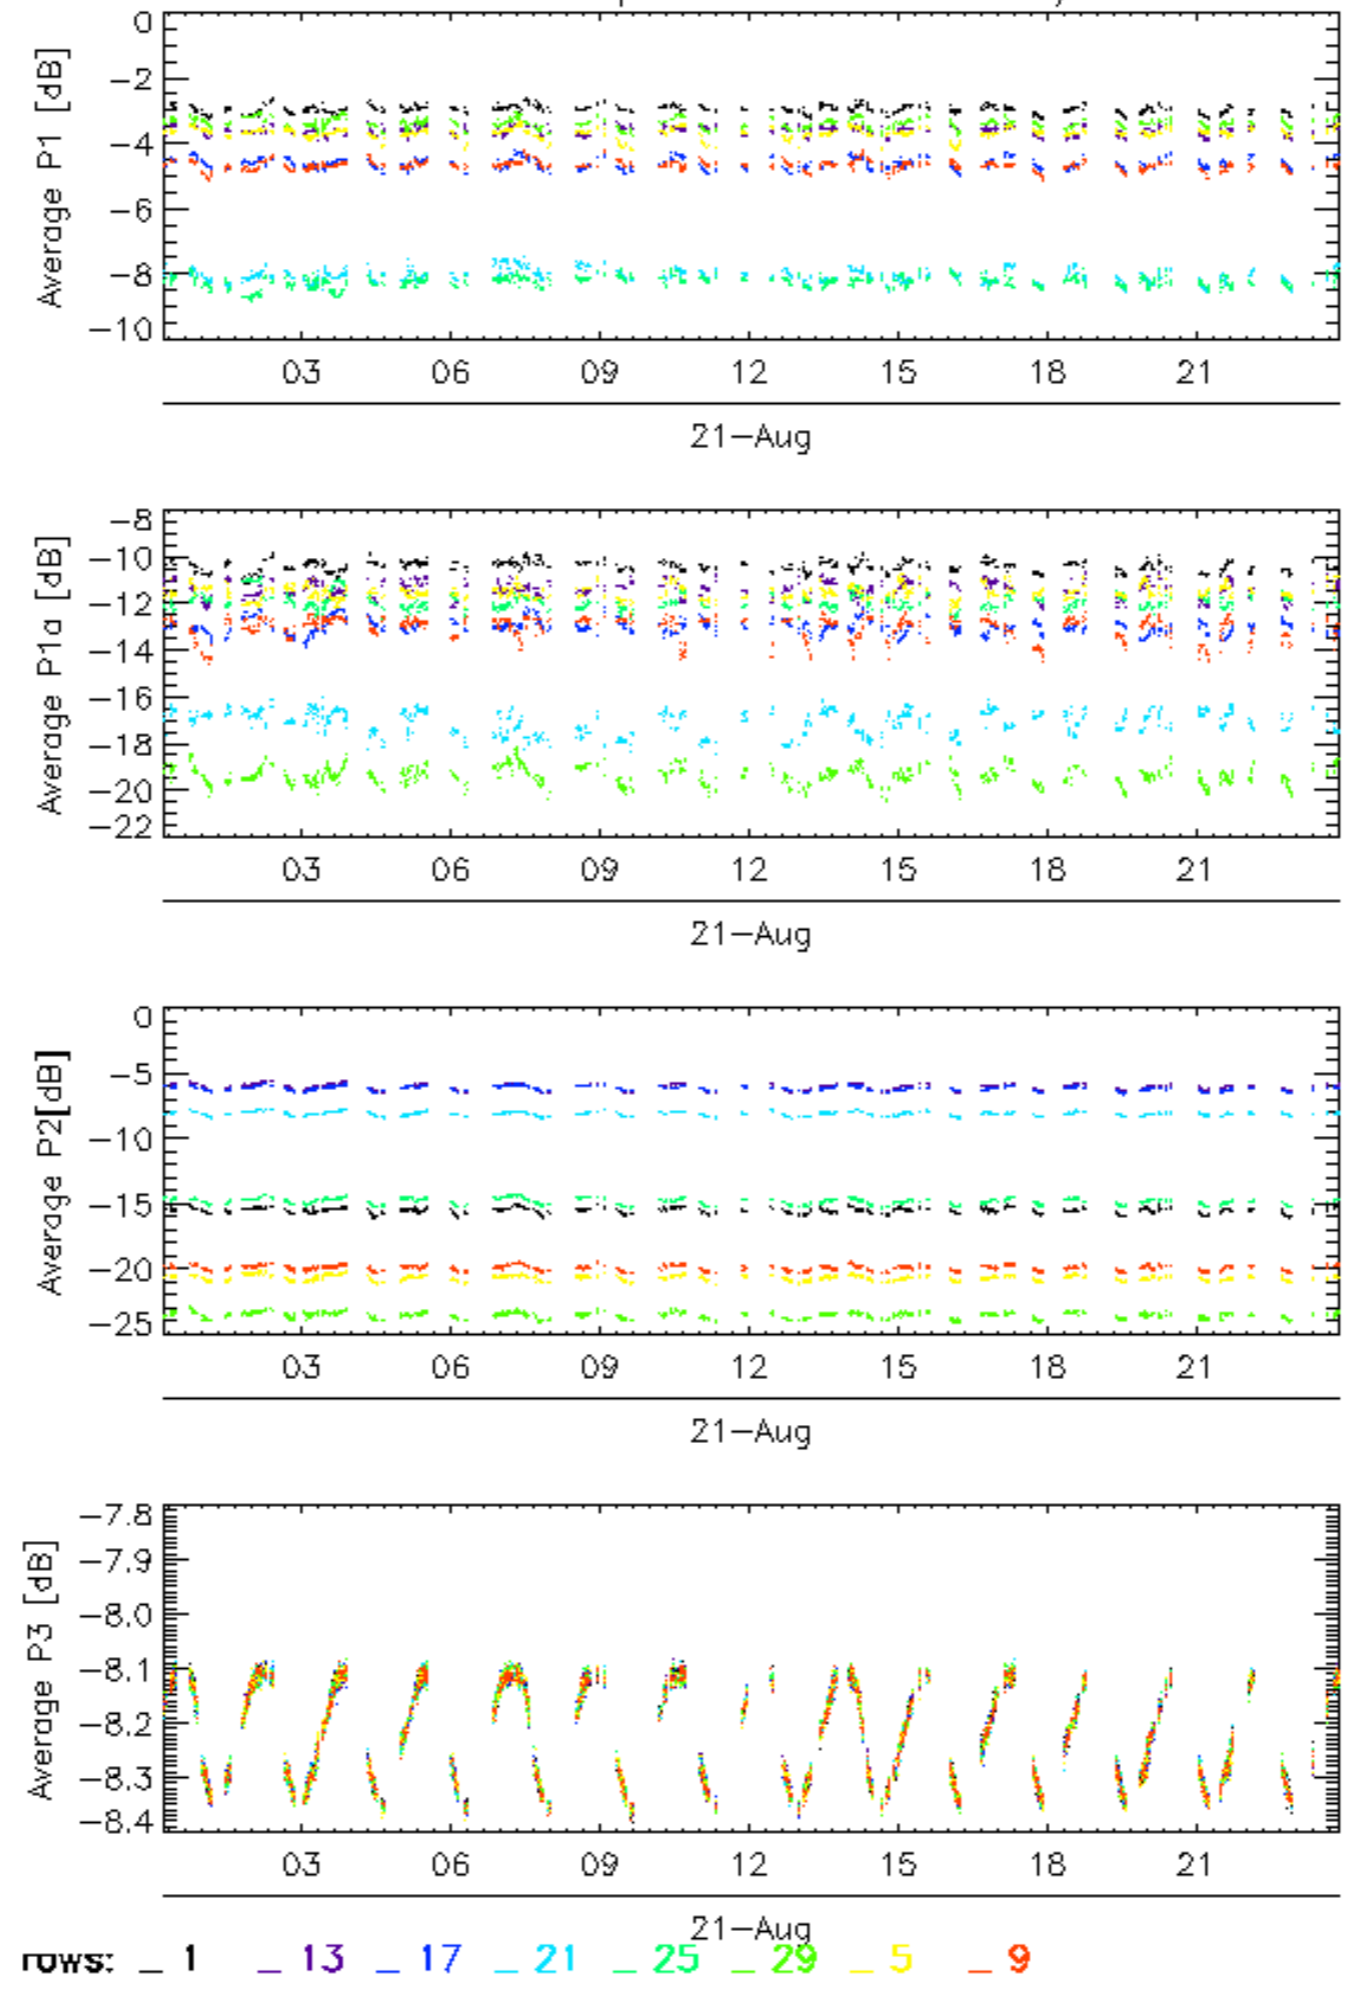 0
−2
−4
−6
−8
−10
Average P1 [dB]
03 06 09 12 15 18 21
21−Aug
−8
−10
−12
−14
−16
−18
−20
−22
Average P1a [dB]
03 06 09 12 15 18 21
21−Aug
0
−5
−10
−15
−20
−25
Average P2[dB]
03 06 09 12 15 18 21
21−Aug
−7.8
−7.9
−8.0
−8.1
−8.2
−8.3
−8.4
Average P3 [dB]
03 06 09 12 15 18 21
21−Aug
rows: _ 1 _ 13 _ 17 _ 21 _ 25 _ 29 _ 5 _ 9